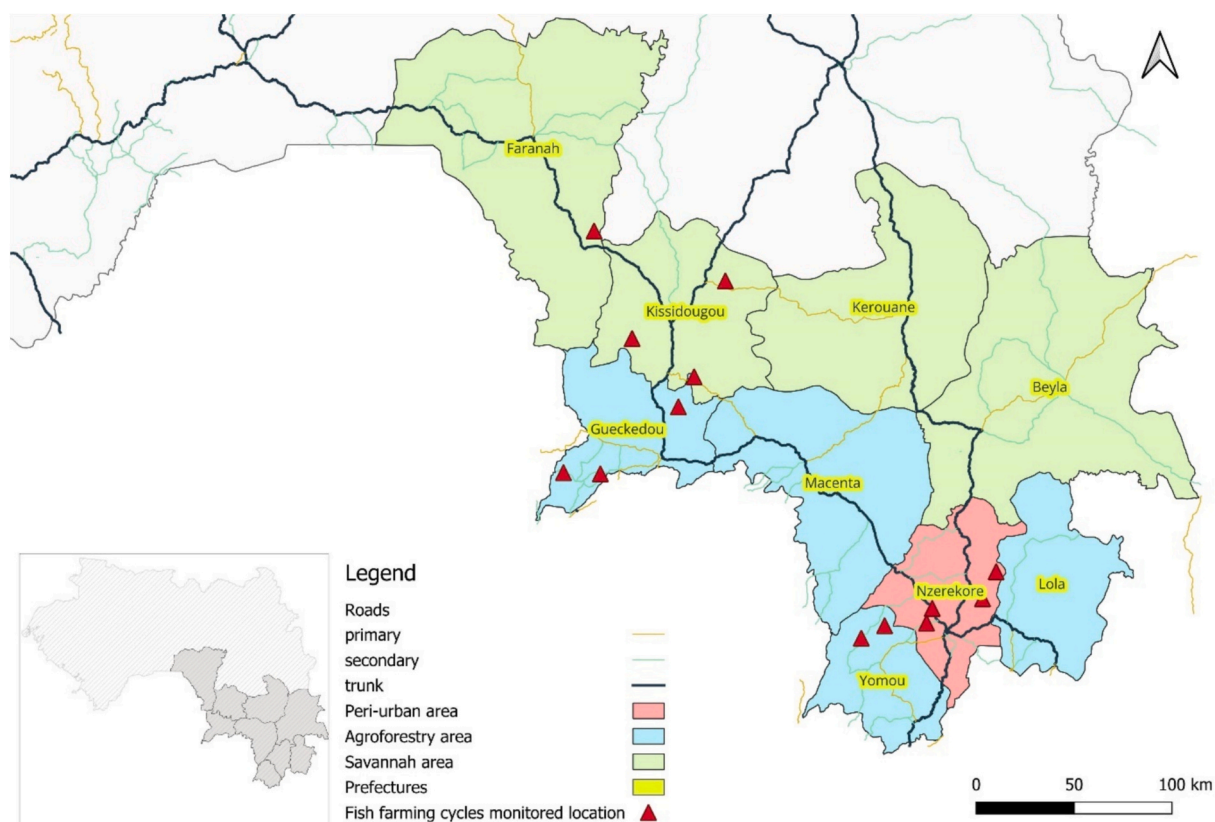 Faranah
Kissidougou
Kerouane
Beyla
Gueckedou
Macenta
Nzerekore
Lola
Yomou
Legend
Roads
primary
secondary
trunk
Peri-urban area
Agroforestry area
Savannah area
Prefectures
Fish farming cycles monitored location
0 50 100 km